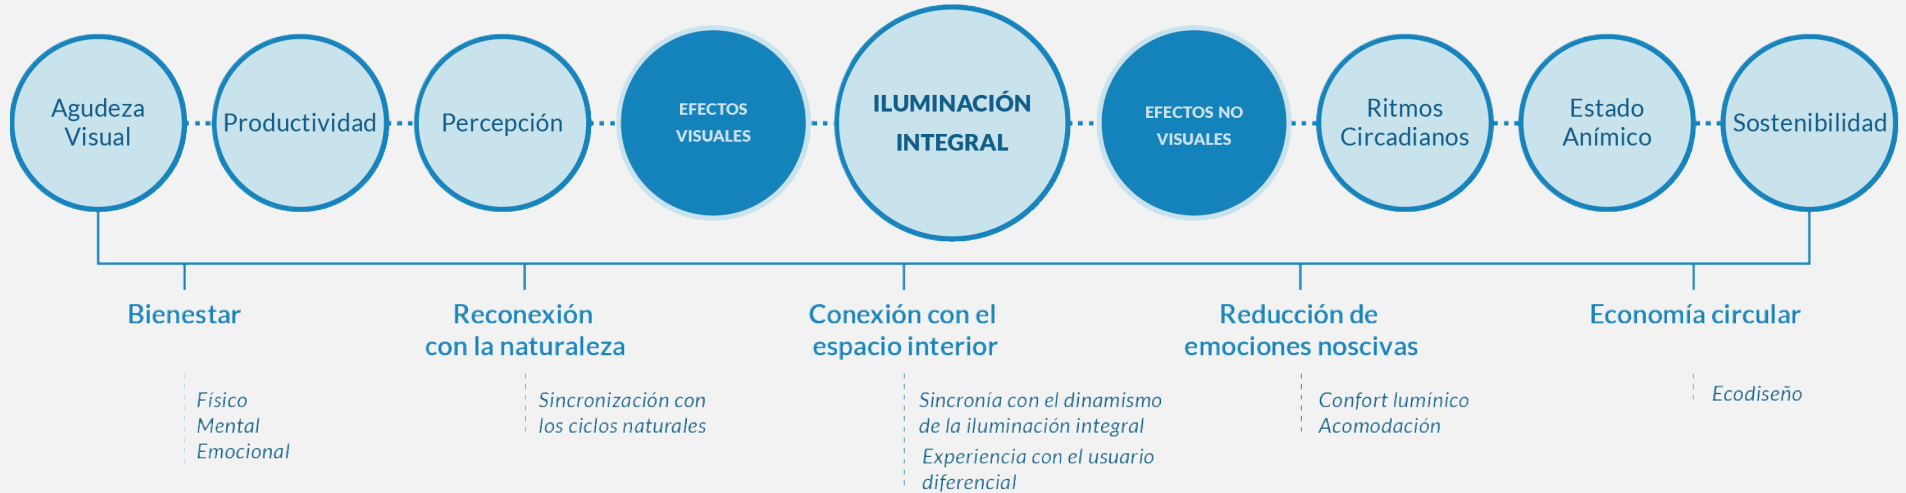 Agudeza
Visual
Productividad
Percepción
EFECTOS
VISUALES
ILUMINACIÓN
INTEGRAL
EFECTOS NO
VISUALES
Ritmos
Circadianos
Estado
Anímico
Sostenibilidad
Bienestar
Físico
Mental
Emocional
Reconexión
con la naturaleza
Sincronización con
los ciclos naturales
Conexión con el
espacio interior
Sincronía con el dinamismo
de la iluminación integral
Experiencia con el usuario
diferencial
Reducción de
emociones noscivas
Confort lumínico
Acomodación
Economía circular
Ecodiseño